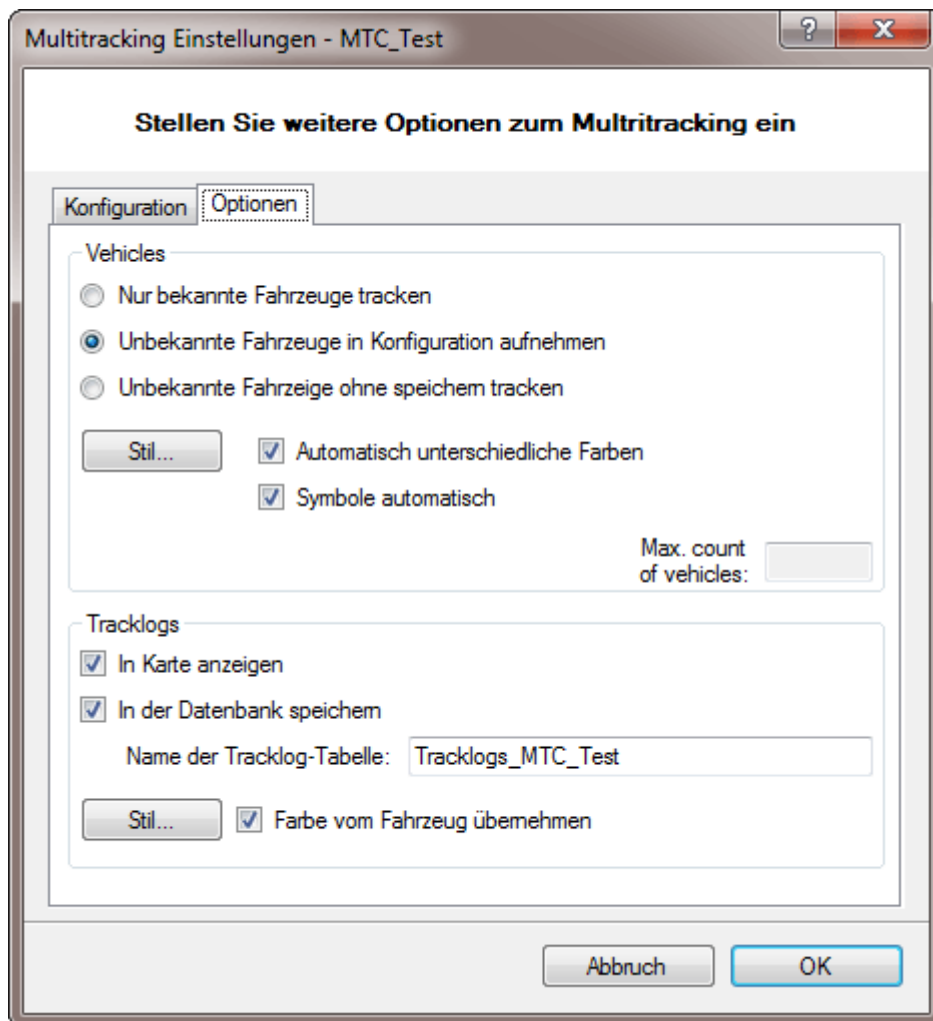 Multitracking Einstellungen - MTC_Test
?
Stellen Sie weitere Optionen zum Multritracking ein
Konfiguration Optionen
Vehicles
Nur bekannte Fahrzeuge tracken
Unbekannte Fahrzeuge in Konfiguration aufnehmen
Unbekannte Fahrzeige ohne speichern tracken
Stil... Automatisch unterschiedliche Farben
Symbole automatisch
Max. count
of vehicles:
Tracklogs
In Karte anzeigen
In der Datenbank speichern
Name der Tracklog-Tabelle: Tracklogs_MTC_Test
Stil... Farbe vom Fahrzeug übernehmen
Abbruch OK